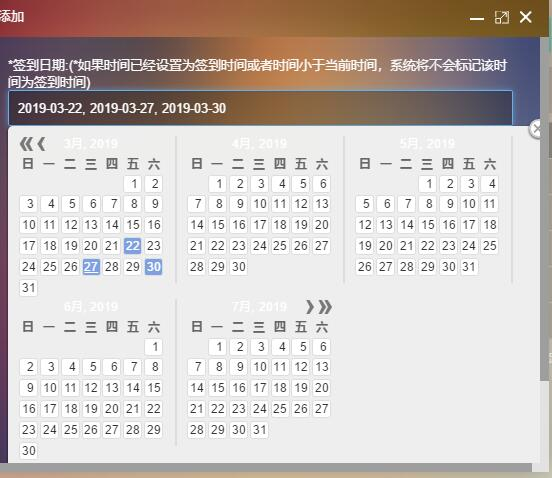 添加
*签到日期:(*如果时间已经设置为签到时间或者时间小于当前时间，系统将不会标记该时
间为签到时间)
2019-03-22, 2019-03-27, 2019-03-30
3月, 2019
日 一 二 三 四 五 六
1 2
3 4 5 6 7 8 9
10 11 12 13 14 15 16
17 18 19 20 21 22 23
24 25 26 27 28 29 30
31
4月, 2019
日 一 二 三 四 五 六
1 2 3 4 5 6
7 8 9 10 11 12 13
14 15 16 17 18 19 20
21 22 23 24 25 26 27
28 29 30
5月, 2019
日 一 二 三 四 五 六
1 2 3 4
5 6 7 8 9 10 11
12 13 14 15 16 17 18
19 20 21 22 23 24 25
26 27 28 29 30 31
6月, 2019
日 一 二 三 四 五 六
1
2 3 4 5 6 7 8
9 10 11 12 13 14 15
16 17 18 19 20 21 22
23 24 25 26 27 28 29
30
7月, 2019
日 一 二 三 四 五 六
1 2 3 4 5 6
7 8 9 10 11 12 13
14 15 16 17 18 19 20
21 22 23 24 25 26 27
28 29 30 31